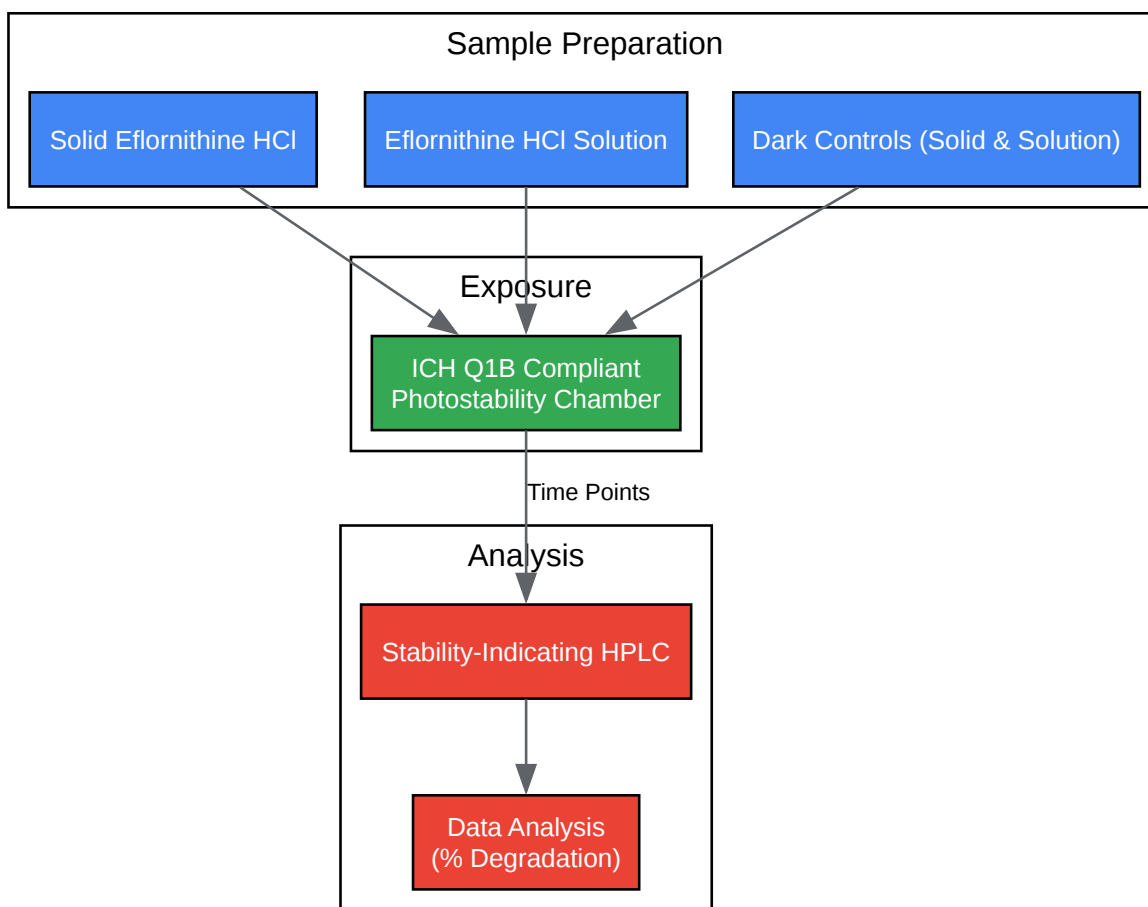 Sample Preparation
Solid Eflornithine HCl
Eflornithine HCl Solution
Dark Controls (Solid & Solution)
Exposure
ICH Q1B Compliant
Photostability Chamber
Time Points
Analysis
Stability-Indicating HPLC
Data Analysis
(% Degradation)